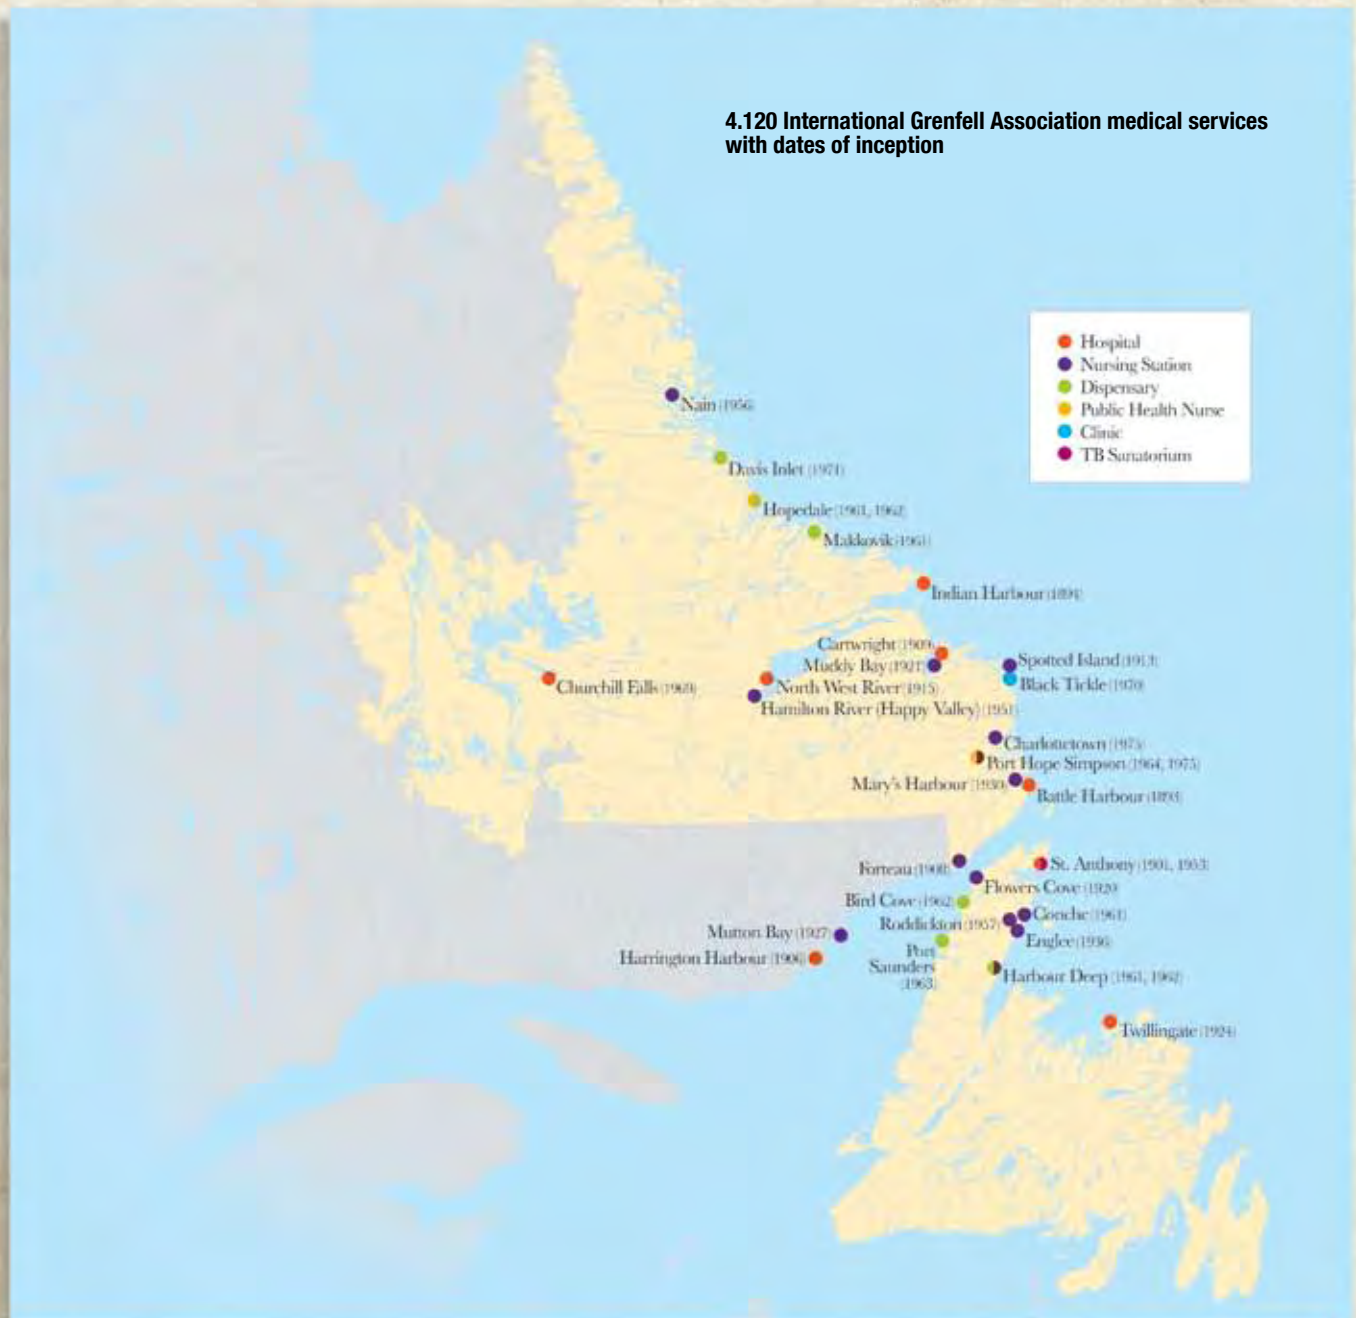 4.120 International Grenfell Association medical services
with dates of inception
Hospital
Nursing Station
Dispensary
Public Health Nurse
Clinic
TB Sanatorium
Nain (1956)
Davis Inlet (1971)
Hopedale (1961, 1962)
Makkovik (1961)
Indian Harbour (1894)
Cartwright (1909)
Muddy Bay (1921)
Spotted Island (1913)
Black Tickle (1970)
Churchill Falls (1969)
North West River (1915)
Hamilton River (Happy Valley) (1951)
Charlottetown (1975)
Port Hope Simpson (1964, 1975)
Mary's Harbour (1930)
Battle Harbour (1893)
Forteau (1908)
St. Anthony (1901, 1953)
Flowers Cove (1920)
Bird Cove (1962)
Roddickton (1957)
Conche (1961)
Englee (1936)
Mutton Bay (1927)
Port
Saunders
(1963)
Harrington Harbour (1906)
Harbour Deep (1961, 1962)
Twillingate (1924)